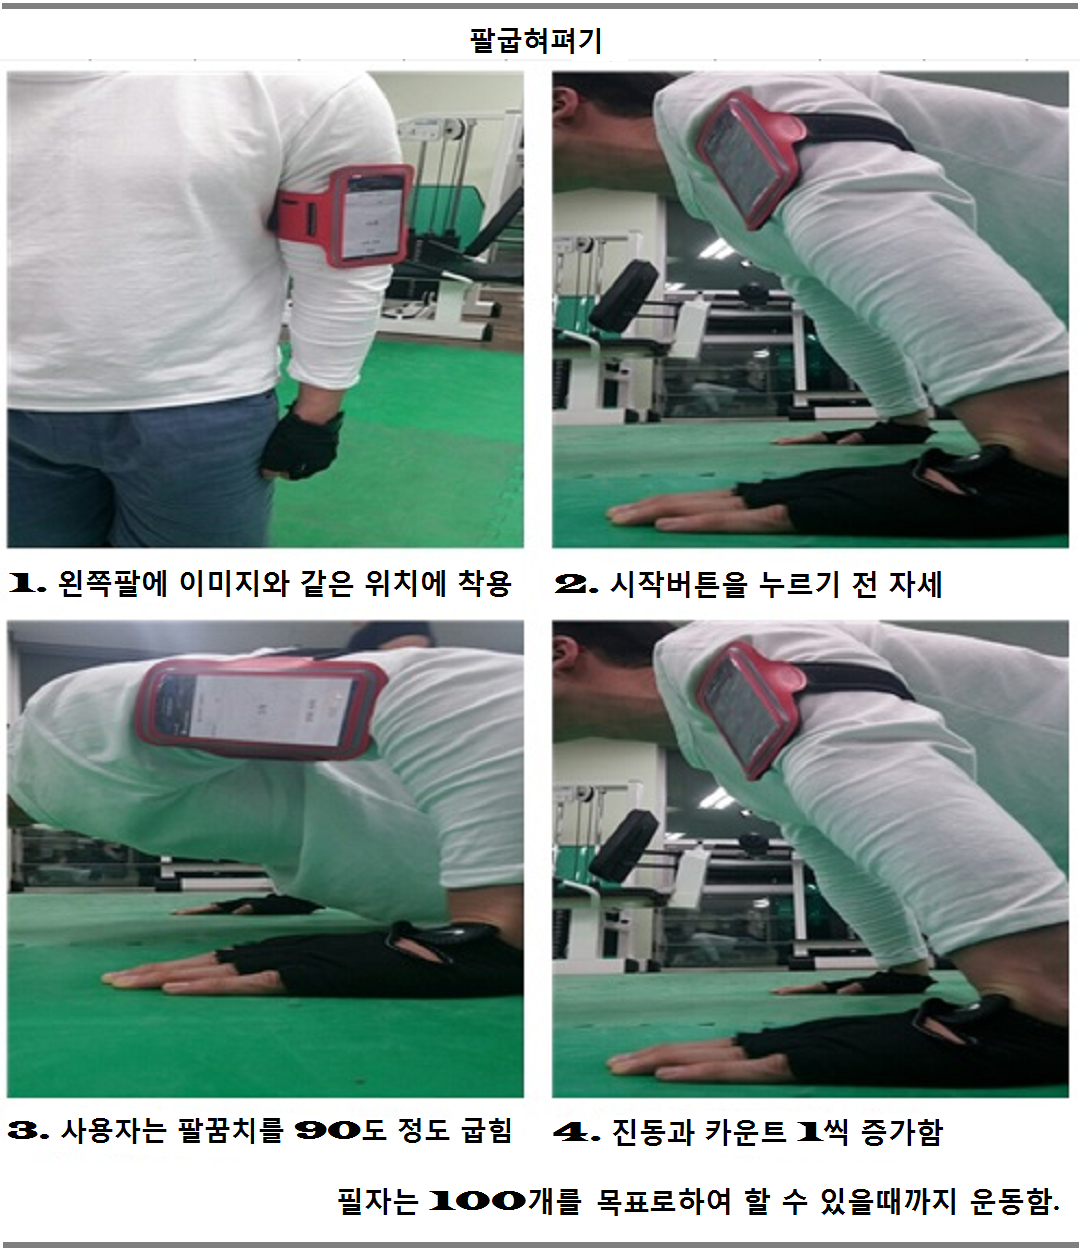 팔굽혀펴기
1. 왼쪽팔에 이미지와 같은 위치에 착용
2. 시작버튼을 누르기 전 자세
3. 사용자는 팔꿈치를 90도 정도 굽힘
4. 진동과 카운트 1씩 증가함
필자는 100개를 목표로하여 할 수 있을때까지 운동함.